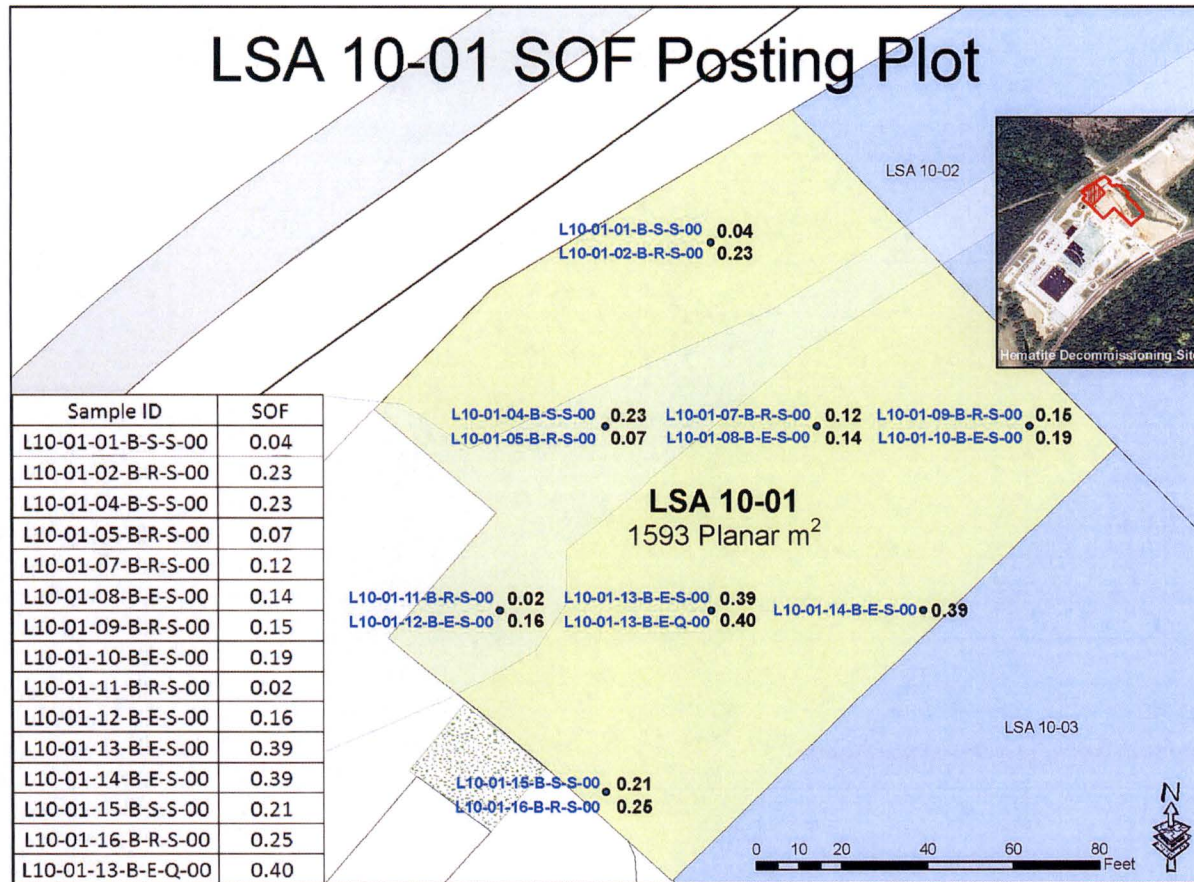 LSA 10-01 SOF Posting Plot
LSA 10-02
Hematite Decommissioning Site
L10-01-01-B-S-S-00 0.04
L10-01-02-B-R-S-00 0.23
L10-01-04-B-S-S-00 0.23
L10-01-05-B-R-S-00 0.07
L10-01-07-B-R-S-00 0.12
L10-01-08-B-E-S-00 0.14
L10-01-09-B-R-S-00 0.15
L10-01-10-B-E-S-00 0.19
LSA 10-01
1593 Planar m²
L10-01-11-B-R-S-00 0.02
L10-01-12-B-E-S-00 0.16
L10-01-13-B-E-S-00 0.39
L10-01-13-B-E-Q-00 0.40
L10-01-14-B-E-S-00 0.39
LSA 10-03
L10-01-15-B-S-S-00 0.21
L10-01-16-B-R-S-00 0.25
Sample ID SOF
L10-01-01-B-S-S-00 0.04
L10-01-02-B-R-S-00 0.23
L10-01-04-B-S-S-00 0.23
L10-01-05-B-R-S-00 0.07
L10-01-07-B-R-S-00 0.12
L10-01-08-B-E-S-00 0.14
L10-01-09-B-R-S-00 0.15
L10-01-10-B-E-S-00 0.19
L10-01-11-B-R-S-00 0.02
L10-01-12-B-E-S-00 0.16
L10-01-13-B-E-S-00 0.39
L10-01-14-B-E-S-00 0.39
L10-01-15-B-S-S-00 0.21
L10-01-16-B-R-S-00 0.25
L10-01-13-B-E-Q-00 0.40
0 10 20 40 60 80
Feet
N